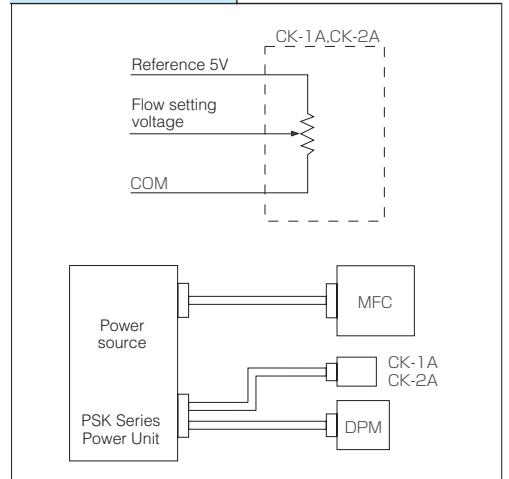 CK-1A,CK-2A
Reference 5V
Flow setting
voltage
COM
Power
source
MFC
CK-1A
CK-2A
PSK Series
Power Unit
DPM